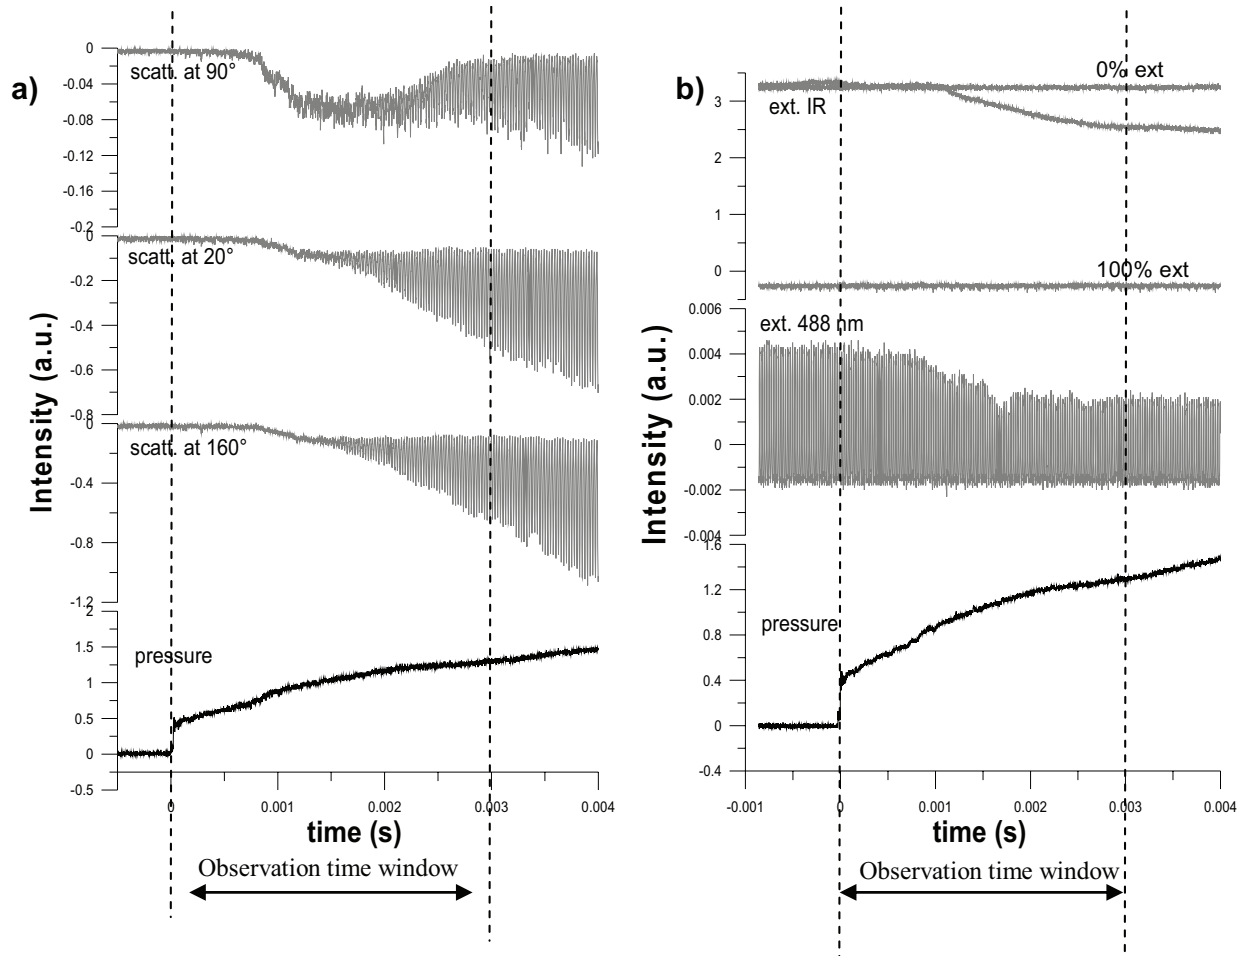 a)
Intensity (a.u.)
0
-0.04
-0.08
-0.12
-0.16
-0.2
scatt. at 90°
0
-0.2
-0.4
-0.6
-0.8
scatt. at 20°
0
-0.4
-0.8
-1.2
scatt. at 160°
2
1.5
1
0.5
0
-0.5
pressure
0
0.001
0.002
0.003
0.004
time (s)
Observation time window
b)
Intensity (a.u.)
3
2
1
0
0% ext
ext. IR
100% ext
0.006
0.004
0.002
0
-0.002
-0.004
ext. 488 nm
1.6
1.2
0.8
0.4
0
-0.4
pressure
-0.001
0
0.001
0.002
0.003
0.004
time (s)
Observation time window